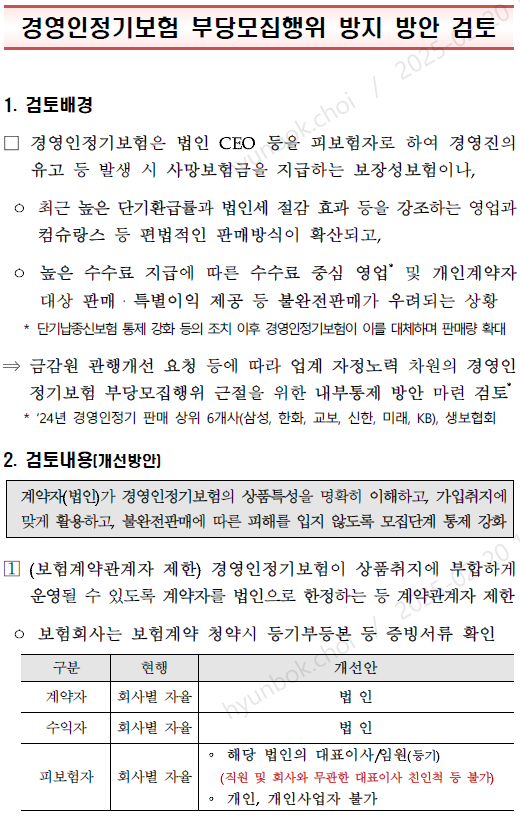 경영인정기보험 부당모집행위 방지 방안 검토
1. 검토배경
□ 경영인정기보험은 법인 CEO 등을 피보험자로 하여 경영진의
유고 등 발생 시 사망보험금을 지급하는 보장성보험이나,
○ 최근 높은 단기환급률과 법인세 절감 효과 등을 강조하는 영업과
컴슈랑스 등 편법적인 판매방식이 확산되고,
○ 높은 수수료 지급에 따른 수수료 중심 영업* 및 개인계약자
대상 판매·특별이익 제공 등 불완전판매가 우려되는 상황
* 단기납종신보험 통제 강화 등의 조치 이후 경영인정기보험이 이를 대체하며 판매량 확대
⇒ 금감원 관행개선 요청 등에 따라 업계 자정노력 차원의 경영인
정기보험 부당모집행위 근절을 위한 내부통제 방안 마련 검토*
* '24년 경영인정기 판매 상위 6개사(삼성, 한화, 교보, 신한, 미래, KB), 생보협회
2. 검토내용(개선방안)
계약자(법인)가 경영인정기보험의 상품특성을 명확히 이해하고, 가입취지에
맞게 활용하고, 불완전판매에 따른 피해를 입지 않도록 모집단계 통제 강화
1 (보험계약관계자 제한) 경영인정기보험이 상품취지에 부합하게
운영될 수 있도록 계약자를 법인으로 한정하는 등 계약관계자 제한
○ 보험회사는 보험계약 청약시 등기부등본 등 증빙서류 확인
구분 현행 개선안
계약자 회사별 자율 법 인
수익자 회사별 자율 법 인
피보험자 회사별 자율 ◦ 해당 법인의 대표이사/임원(등기)
(직원 및 회사와 무관한 대표이사 친인척 등 불가)
◦ 개인, 개인사업자 불가
hyunbok.choi /
hyunbok.choi /